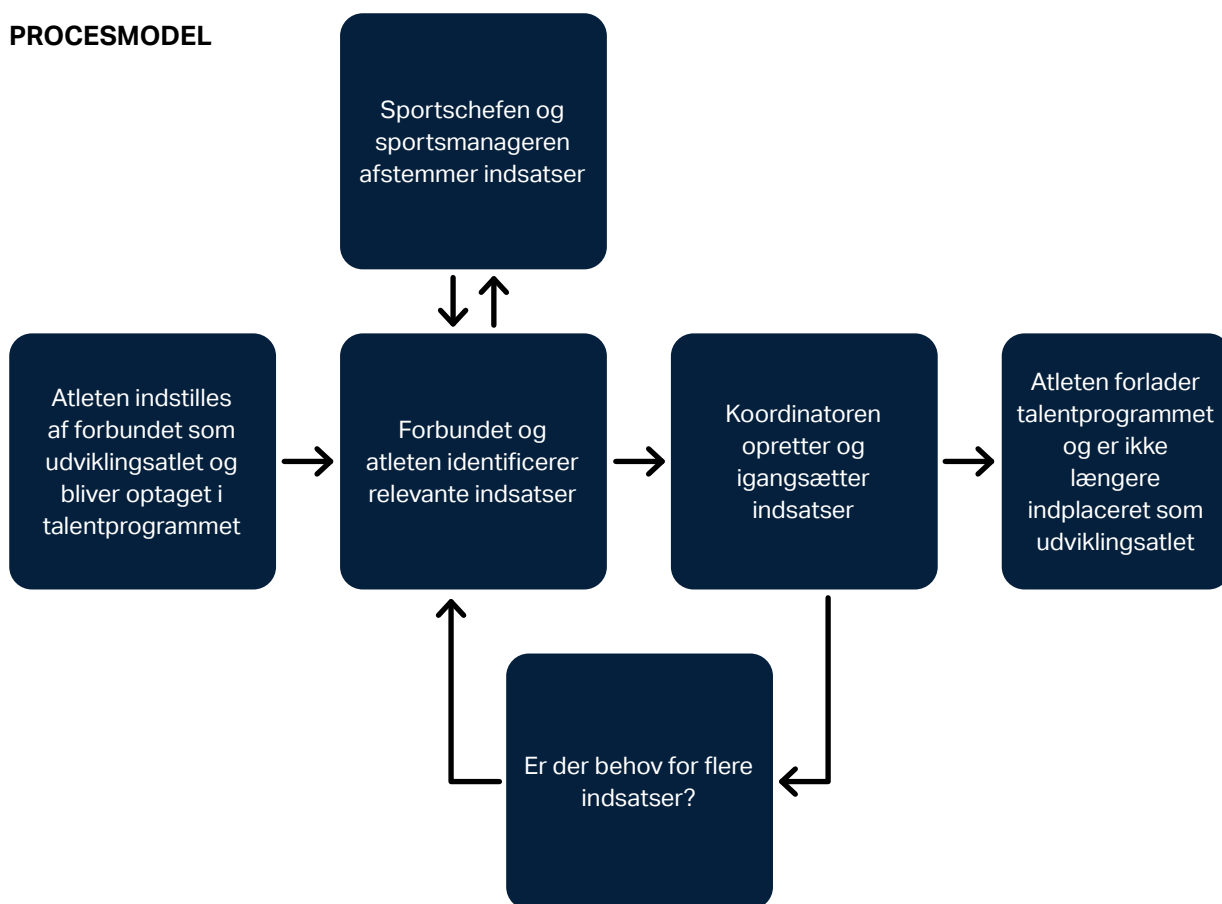 PROCESMODEL
Sportschefen og
sportsmanageren
afstemmer indsatser
Atleten indstilles
af forbundet som
udviklingsatlet og
bliver optaget i
talentprogrammet
Forbundet og
atleten identificerer
relevante indsatser
Koordinatoren
opretter og
igangsætter
indsatser
Atleten forlader
talentprogrammet
og er ikke
længere
indplaceret som
udviklingsatlet
Er der behov for flere
indsatser?